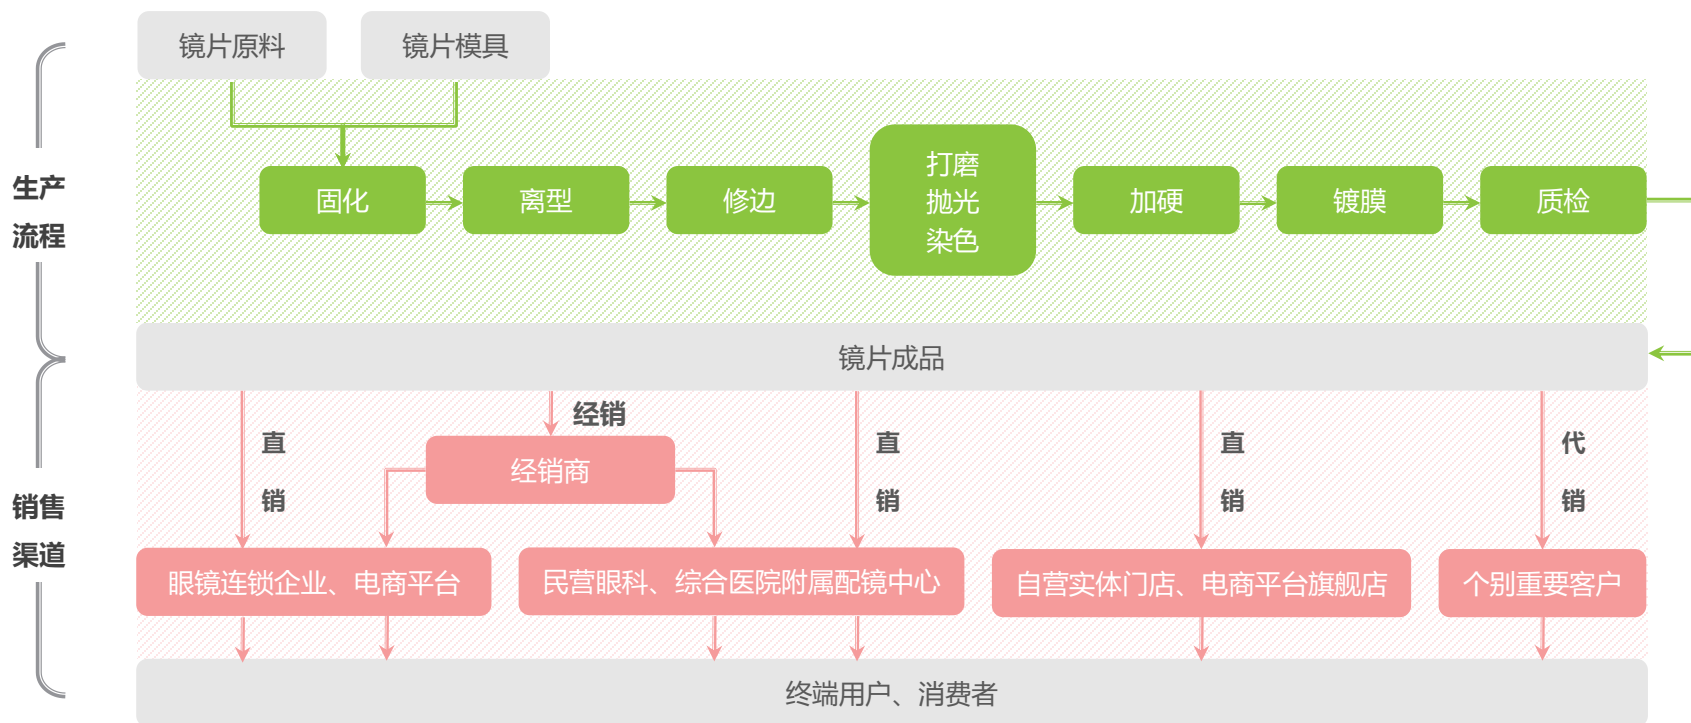 镜片原料
镜片模具
生产
流程
固化
离型
修边
打磨
抛光
染色
加硬
镀膜
质检
镜片成品
销售
渠道
直
销
经销
经销商
直
销
直
销
代
销
眼镜连锁企业、电商平台
民营眼科、综合医院附属配镜中心
自营实体门店、电商平台旗舰店
个别重要客户
终端用户、消费者